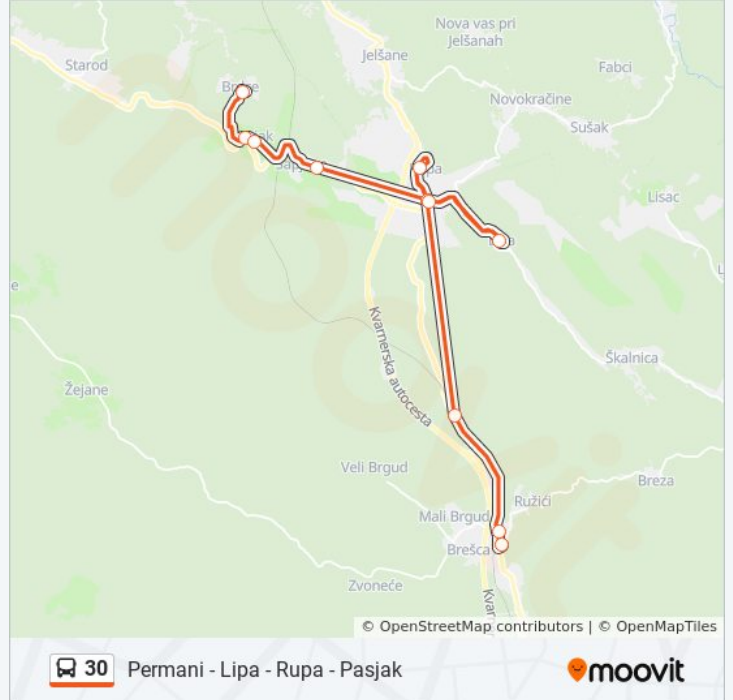 Nova vas pri
Jelšanah
Jelšane
Starod
Fabci
Novokračine
Sušak
Lisac
Škalnica
Kvarnerska autocesta
Žejane
Veli Brgud
Breza
Ružići
Mali Brgud
Brešca
Zvoneće
© OpenStreetMap contributors | © OpenMapTiles
30 Permani - Lipa - Rupa - Pasjak
moovit